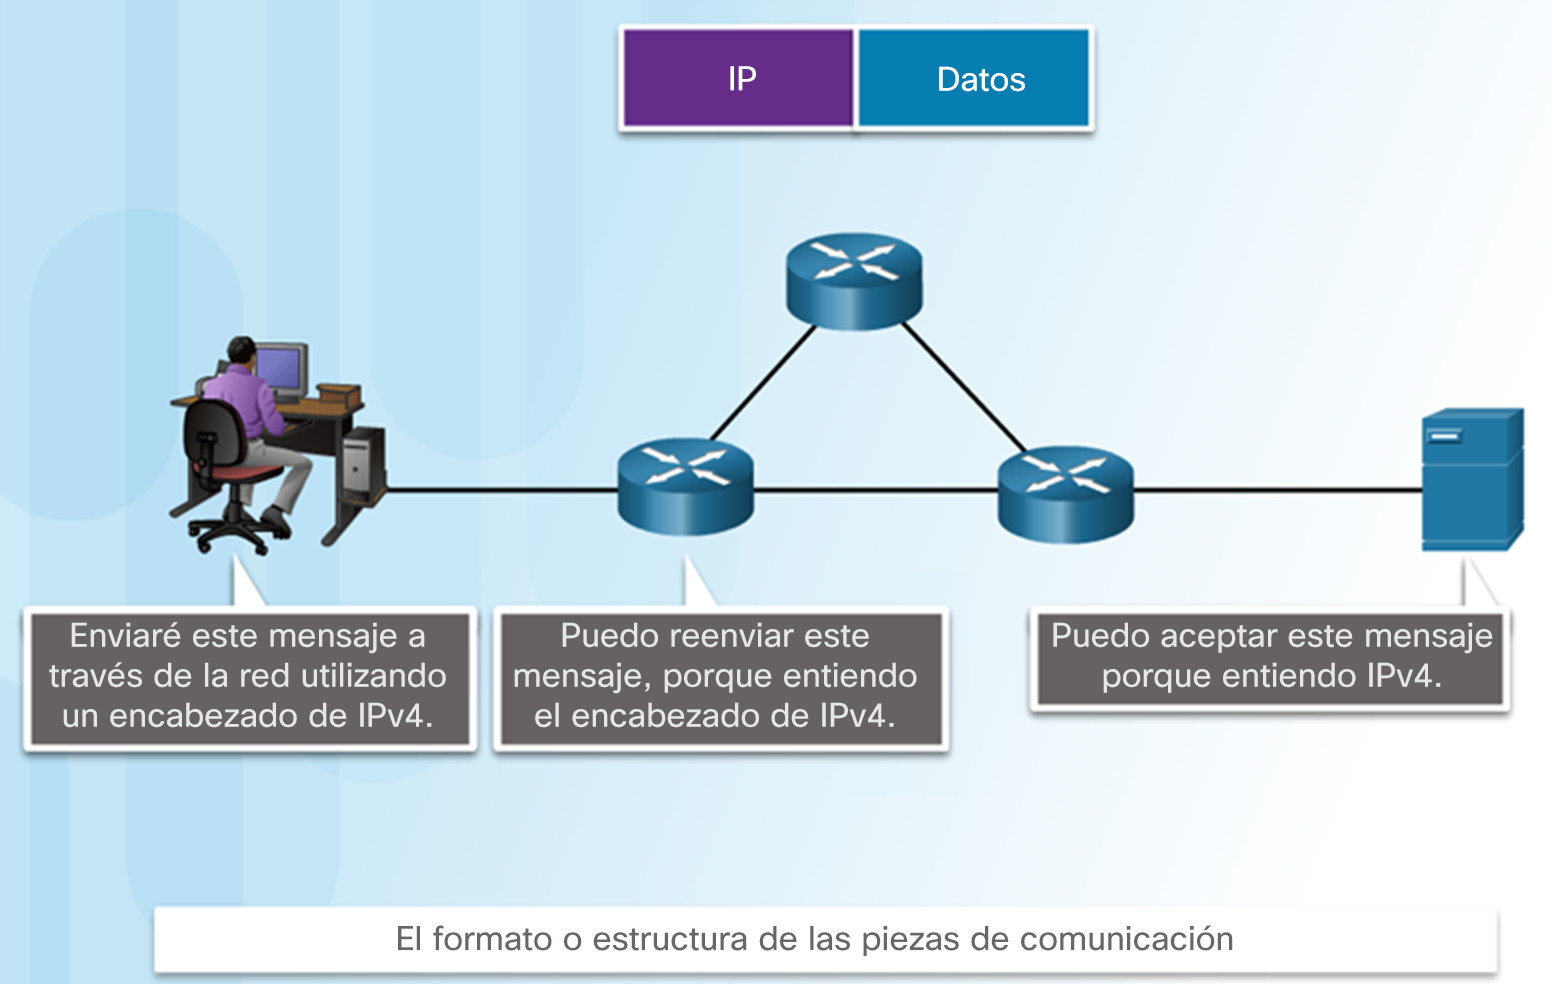 IP
Datos
Enviaré este mensaje a
través de la red utilizando
un encabezado de IPv4.
Puedo reenviar este
mensaje, porque entiendo
el encabezado de IPv4.
Puedo aceptar este mensaje
porque entiendo IPv4.
El formato o estructura de las piezas de comunicación